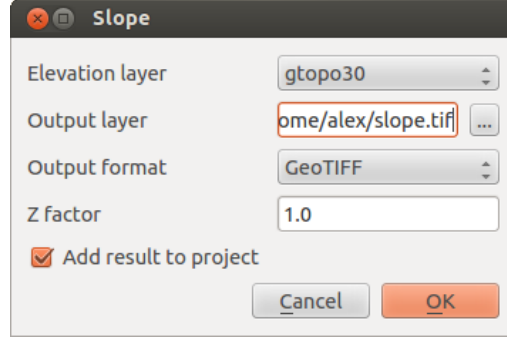 Slope
Elevation layer gtopo30
Output layer ome/alex/slope.tif ...
Output format GeoTIFF
Z factor 1.0
Add result to project
Cancel OK